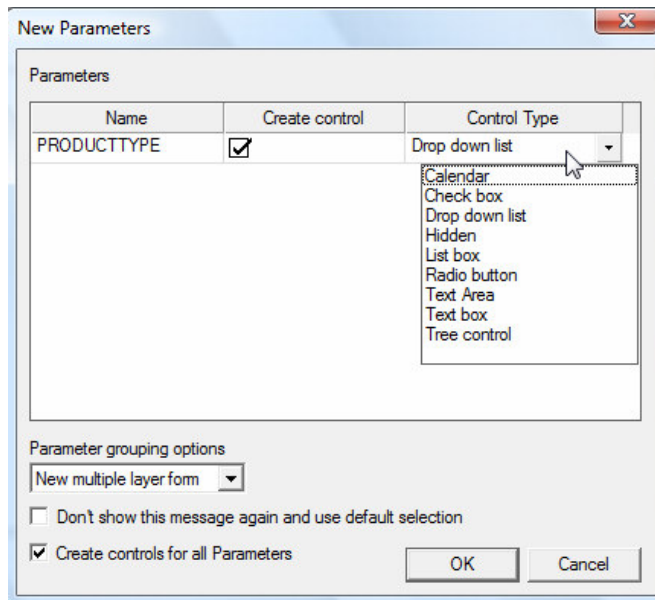 New Parameters
Parameters
Name Create control Control Type
PRODUCTTYPE Drop down list
Calendar
Check box
Drop down list
Hidden
List box
Radio button
Text Area
Text box
Tree control
Parameter grouping options
New multiple layer form
Don't show this message again and use default selection
Create controls for all Parameters
OK Cancel